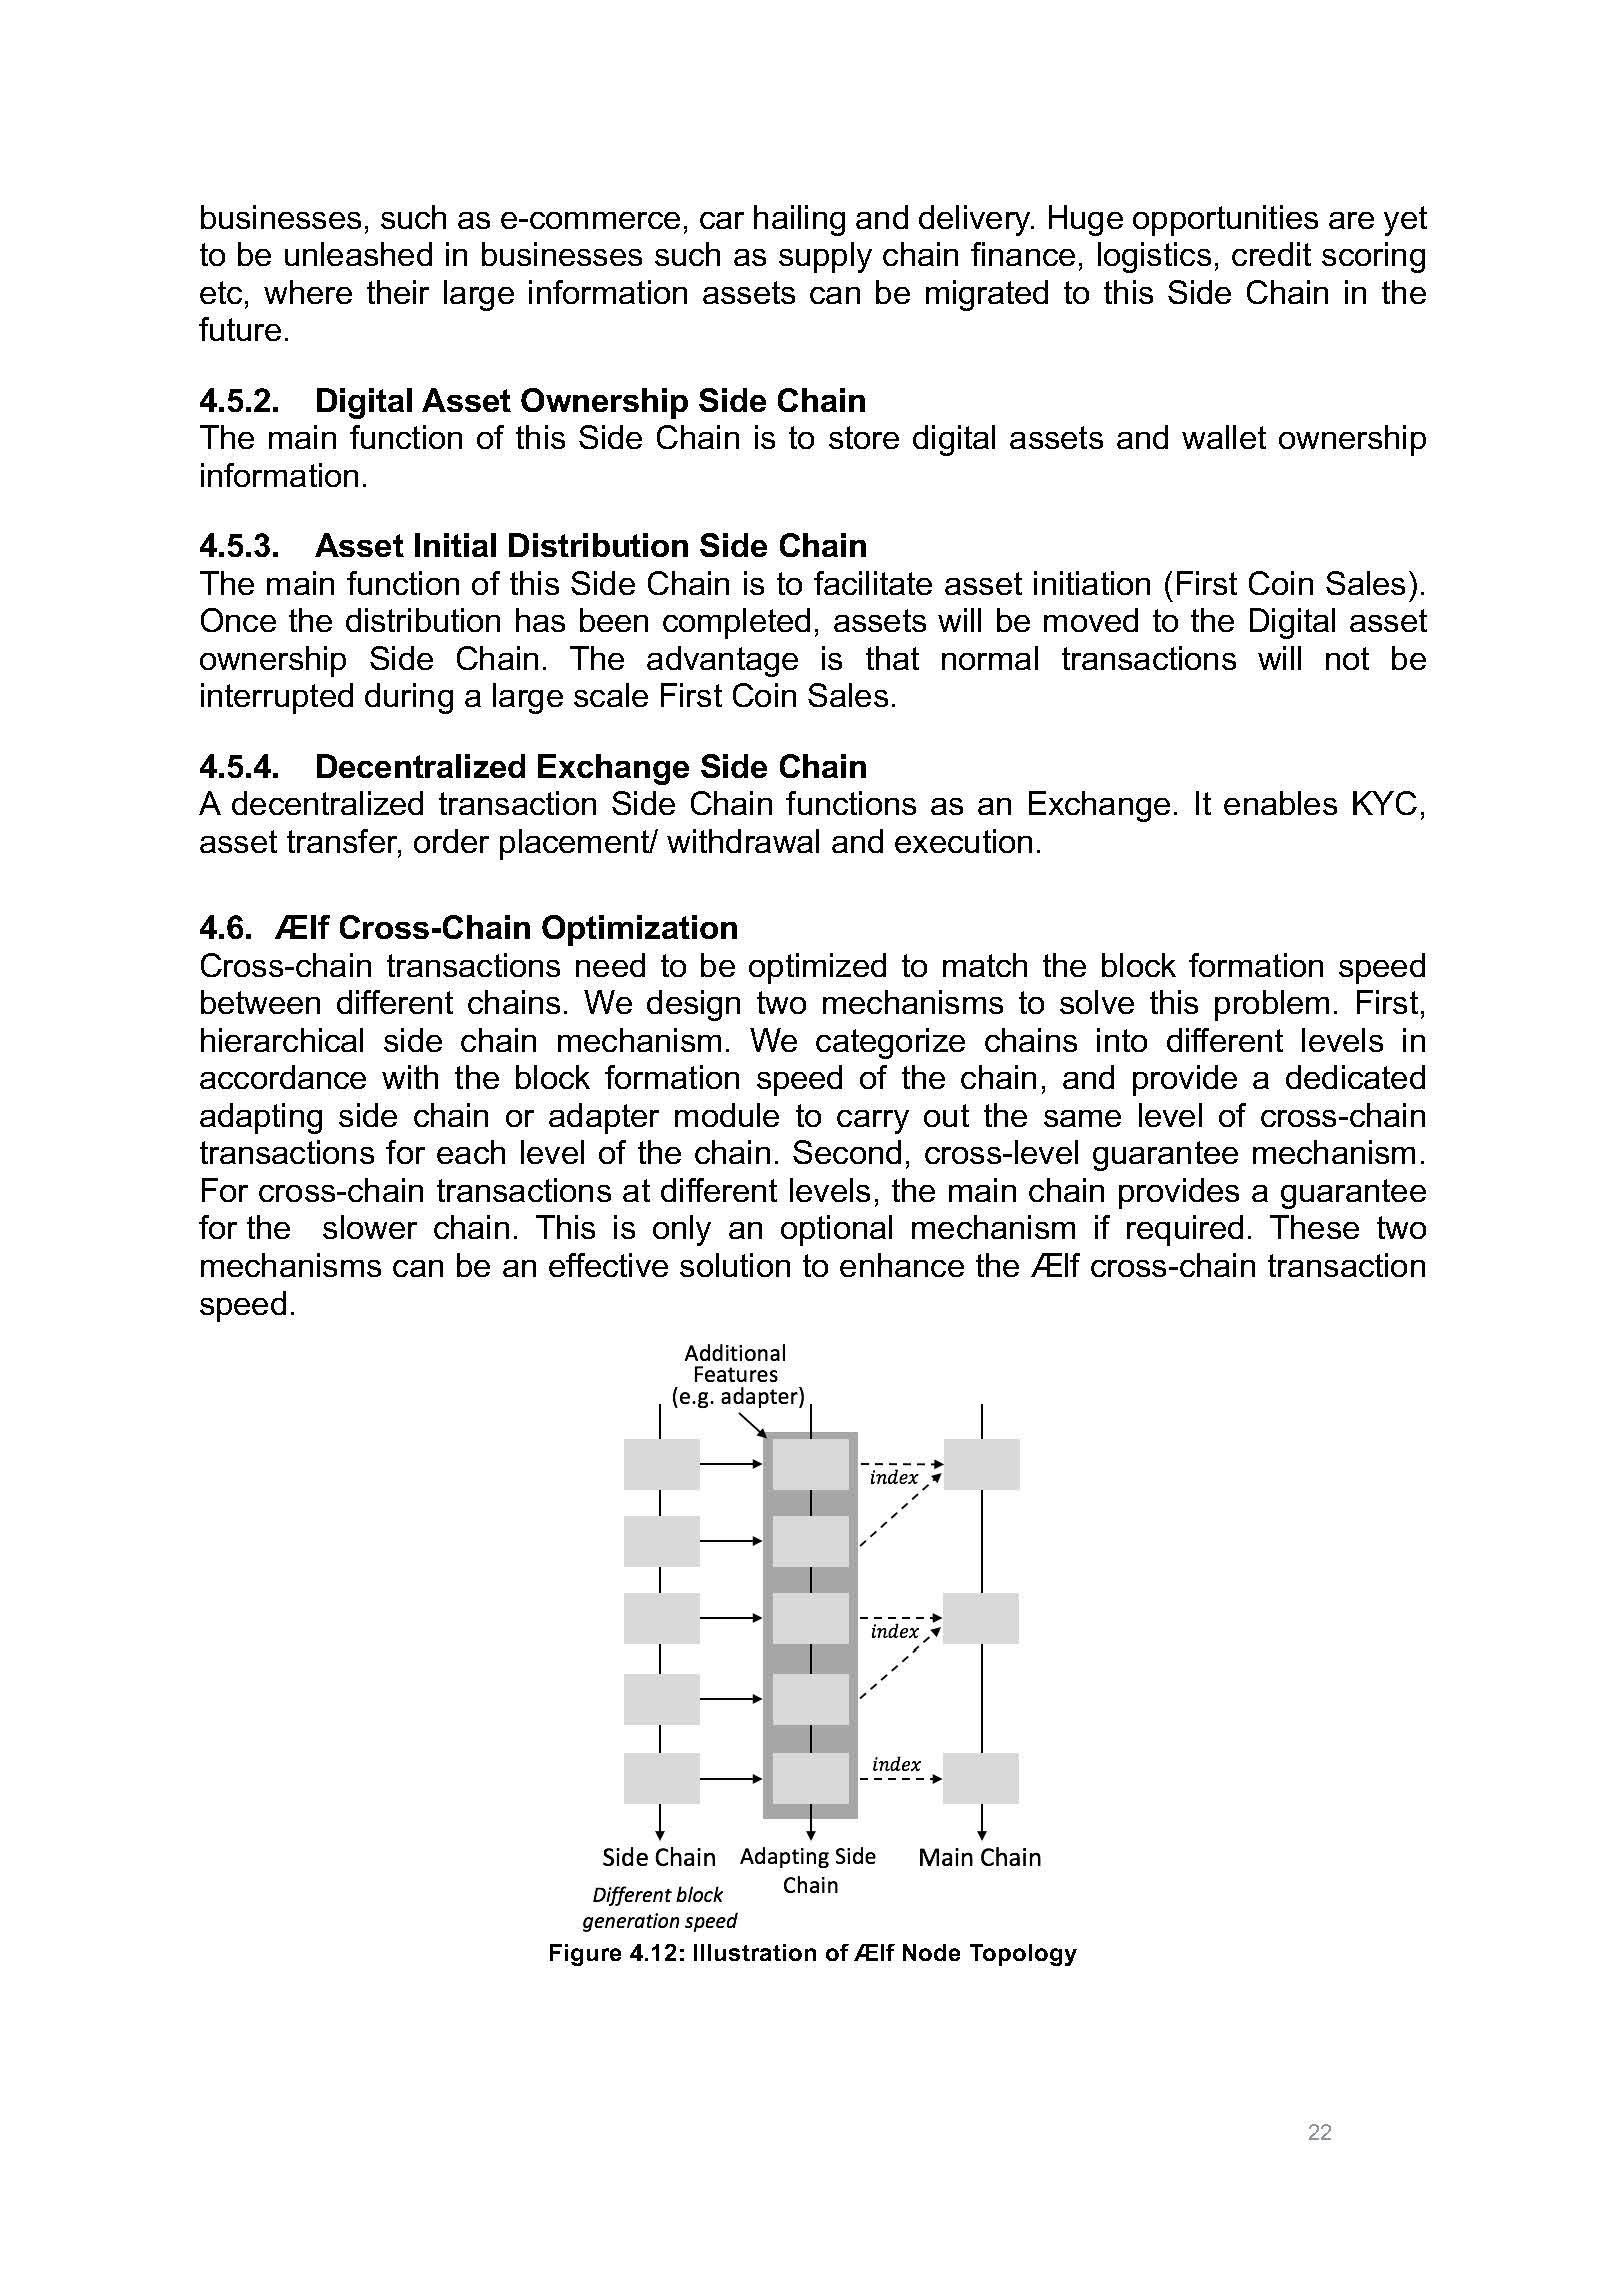 businesses, such as e-commerce, car hailing and delivery. Huge opportunities are yet
to be unleashed in businesses such as supply chain finance, logistics, credit scoring
etc, where their large information assets can be migrated to this Side Chain in the
future.
4.5.2. Digital Asset Ownership Side Chain
The main function of this Side Chain is to store digital assets and wallet ownership
information.
4.5.3. Asset Initial Distribution Side Chain
The main function of this Side Chain is to facilitate asset initiation (First Coin Sales).
Once the distribution has been completed, assets will be moved to the Digital asset
ownership Side Chain. The advantage is that normal transactions will not be
interrupted during a large scale First Coin Sales.
4.5.4. Decentralized Exchange Side Chain
A decentralized transaction Side Chain functions as an Exchange. It enables KYC,
asset transfer, order placement/ withdrawal and execution.
4.6. Ælf Cross-Chain Optimization
Cross-chain transactions need to be optimized to match the block formation speed
between different chains. We design two mechanisms to solve this problem. First,
hierarchical side chain mechanism. We categorize chains into different levels in
accordance with the block formation speed of the chain, and provide a dedicated
adapting side chain or adapter module to carry out the same level of cross-chain
transactions for each level of the chain. Second, cross-level guarantee mechanism.
For cross-chain transactions at different levels, the main chain provides a guarantee
for the slower chain. This is only an optional mechanism if required. These two
mechanisms can be an effective solution to enhance the Ælf cross-chain transaction
speed.
Additional
Features
(e.g. adapter)
index
index
index
Side Chain
Adapting Side
Chain
Main Chain
Different block
generation speed
Figure 4.12: Illustration of Ælf Node Topology
22